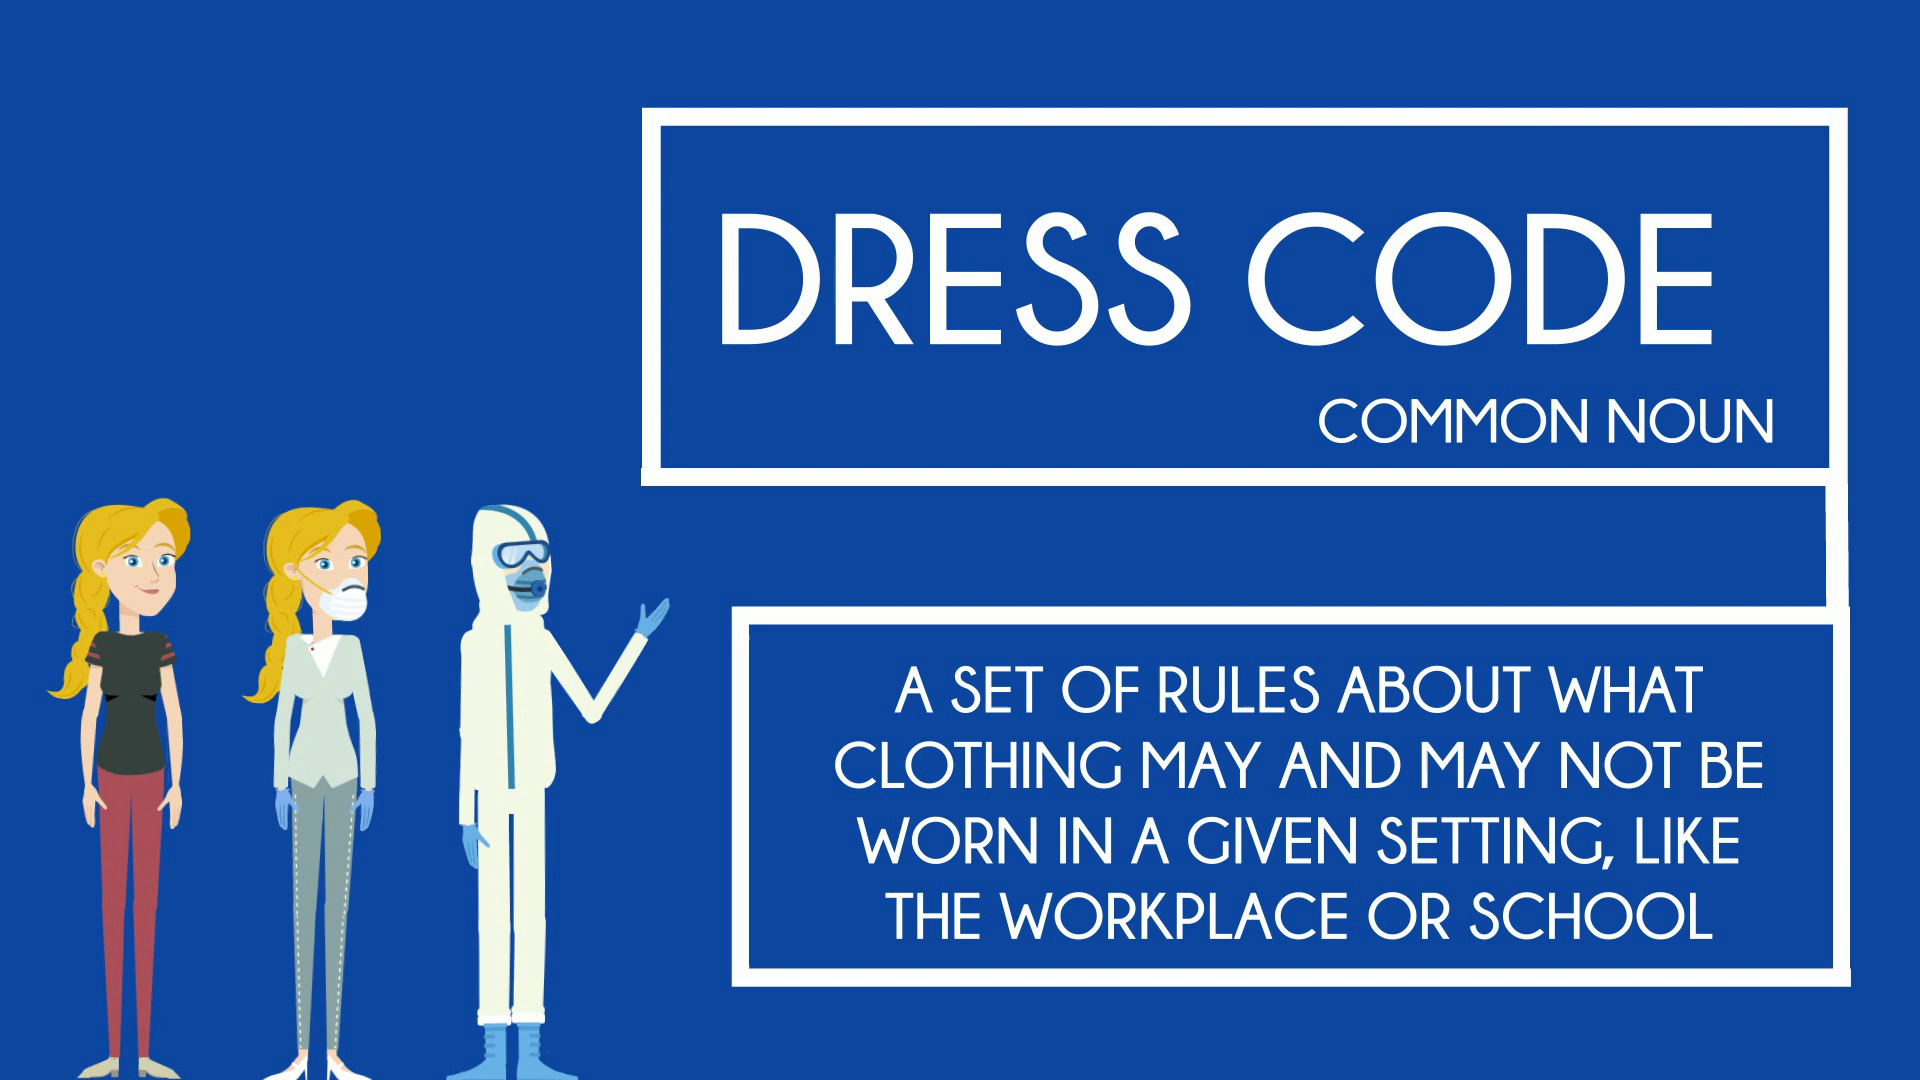 DRESS CODE
COMMON NOUN
A SET OF RULES ABOUT WHAT
CLOTHING MAY AND MAY NOT BE
WORN IN A GIVEN SETTING, LIKE
THE WORKPLACE OR SCHOOL